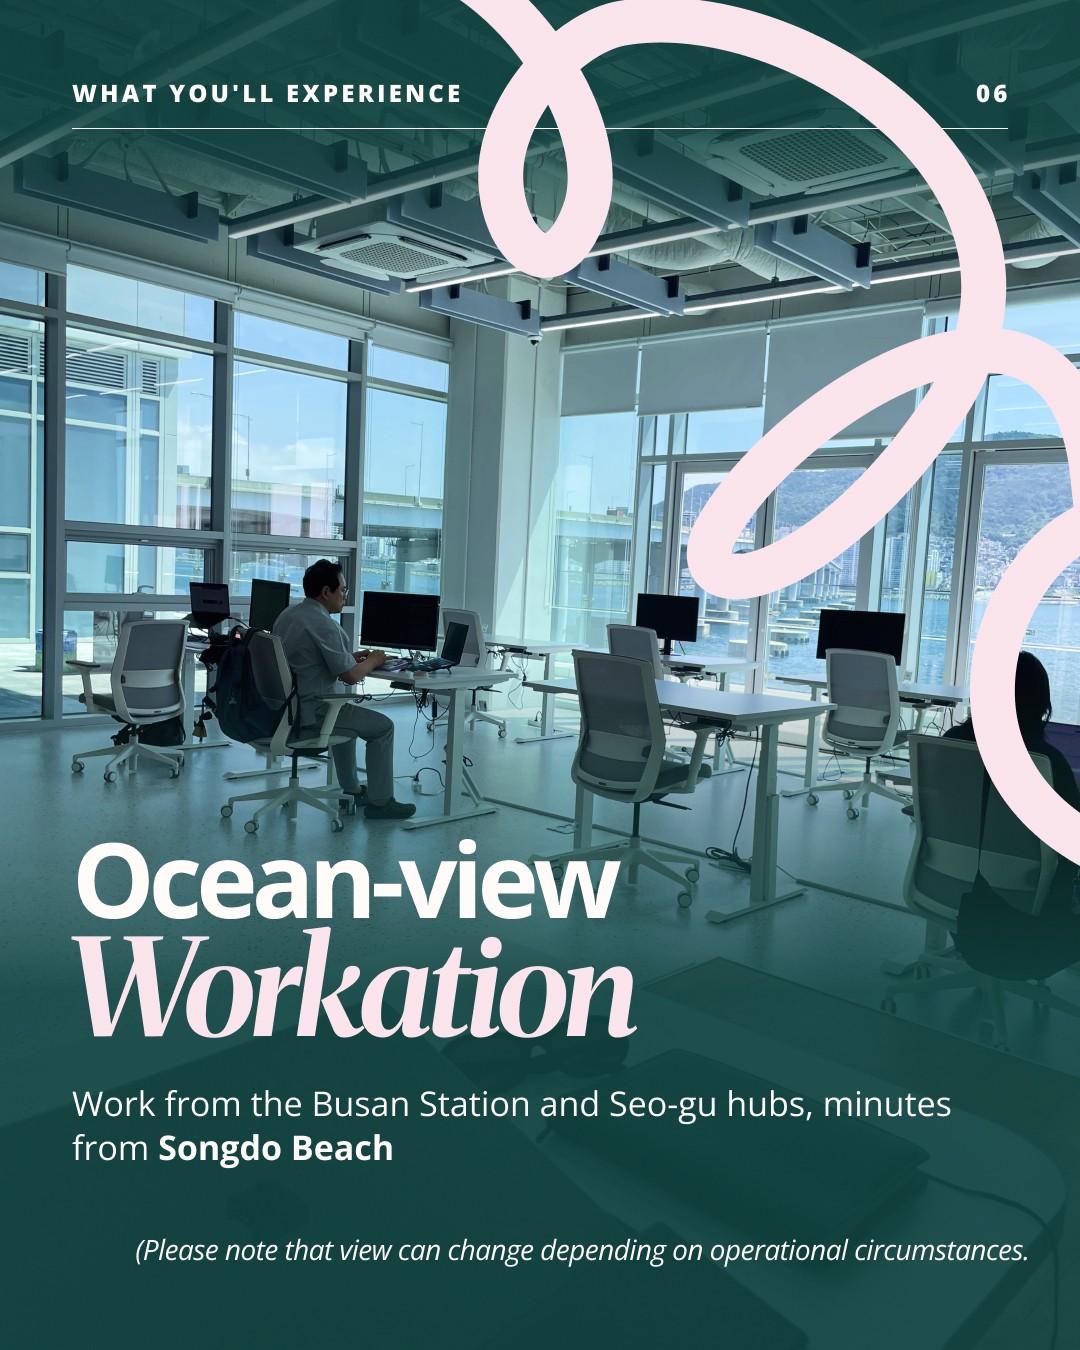 WHAT YOU'LL EXPERIENCE
06
Ocean-view
Workation
Work from the Busan Station and Seo-gu hubs, minutes
from Songdo Beach
(Please note that view can change depending on operational circumstances.